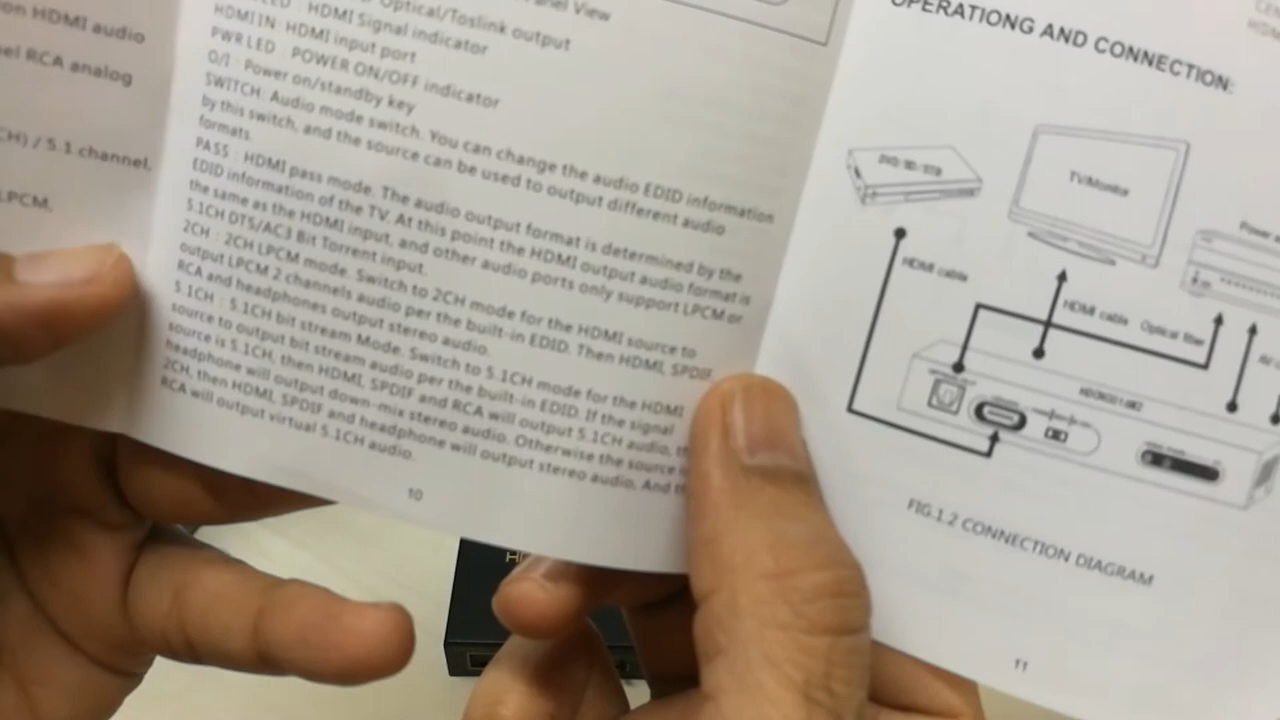 on HDMI audio
el RCA analog
CH) / 5.1 channel,
LPCM,
anel View
Optical/Toslink output
LED : HDMI Signal indicator
HDMI IN: HDMI input port
PWR LED : POWER ON/OFF indicator
O/I : Power on/standby key
SWITCH: Audio mode switch. You can change the audio EDID information
by this switch, and the source can be used to output different audio
formats.
PASS : HDMI pass mode. The audio output format is determined by the
EDID information of the TV. At this point the HDMI output audio format is
the same as the HDMI input, and other audio ports only support LPCM or
5.1CH DTS/AC3 Bit Torrent input.
2CH : 2CH LPCM mode. Switch to 2CH mode for the HDMI source to
output LPCM 2 channels audio per the built-in EDID. Then HDMI, SPDIF,
RCA and headphones output stereo audio.
5.1CH : 5.1CH bit stream Mode. Switch to 5.1CH mode for the HDMI
source to output bit stream audio per the built-in EDID. If the signal
source is 5.1CH, then HDMI, SPDIF and RCA will output 5.1CH audio, t
headphone will output down-mix stereo audio. Otherwise the source is
2CH, then HDMI, SPDIF and headphone will output stereo audio. And t
RCA will output virtual 5.1CH audio.
10
OPERATIONG AND CONNECTION:
DVD/BD/STB
TV/Monitor
Power
HDMI cable
HDMI cable
Optical fiber
FIG.1.2 CONNECTION DIAGRAM
11